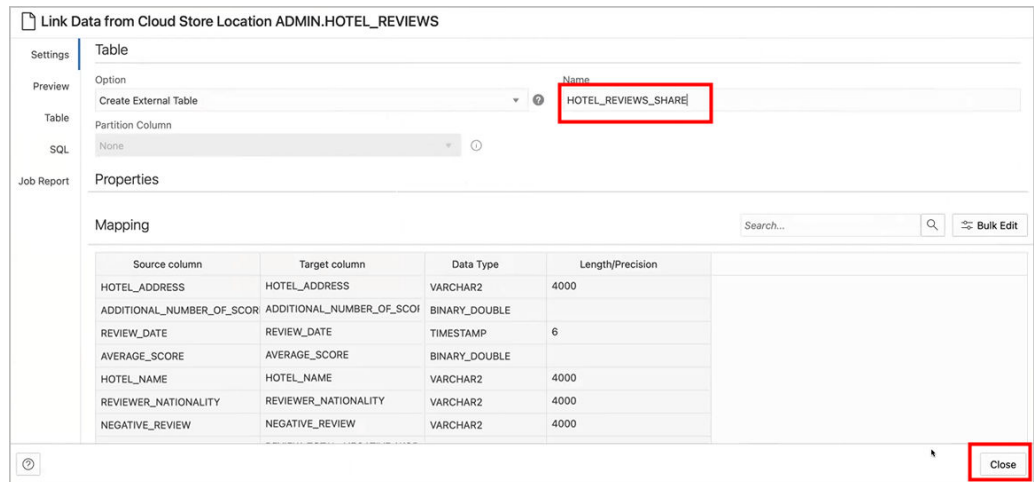 Link Data from Cloud Store Location ADMIN.HOTEL_REVIEWS
Settings
Preview
Table
SQL
Job Report
Table
Option
Name
Create External Table
HOTEL_REVIEWS_SHARE
Partition Column
None
Properties
Mapping
Search...
Bulk Edit
Source column Target column Data Type Length/Precision
HOTEL_ADDRESS HOTEL_ADDRESS VARCHAR2 4000
ADDITIONAL_NUMBER_OF_SCOR ADDITIONAL_NUMBER_OF_SCOF BINARY_DOUBLE
REVIEW_DATE REVIEW_DATE TIMESTAMP 6
AVERAGE_SCORE AVERAGE_SCORE BINARY_DOUBLE
HOTEL_NAME HOTEL_NAME VARCHAR2 4000
REVIEWER_NATIONALITY REVIEWER_NATIONALITY VARCHAR2 4000
NEGATIVE_REVIEW NEGATIVE_REVIEW VARCHAR2 4000
Close